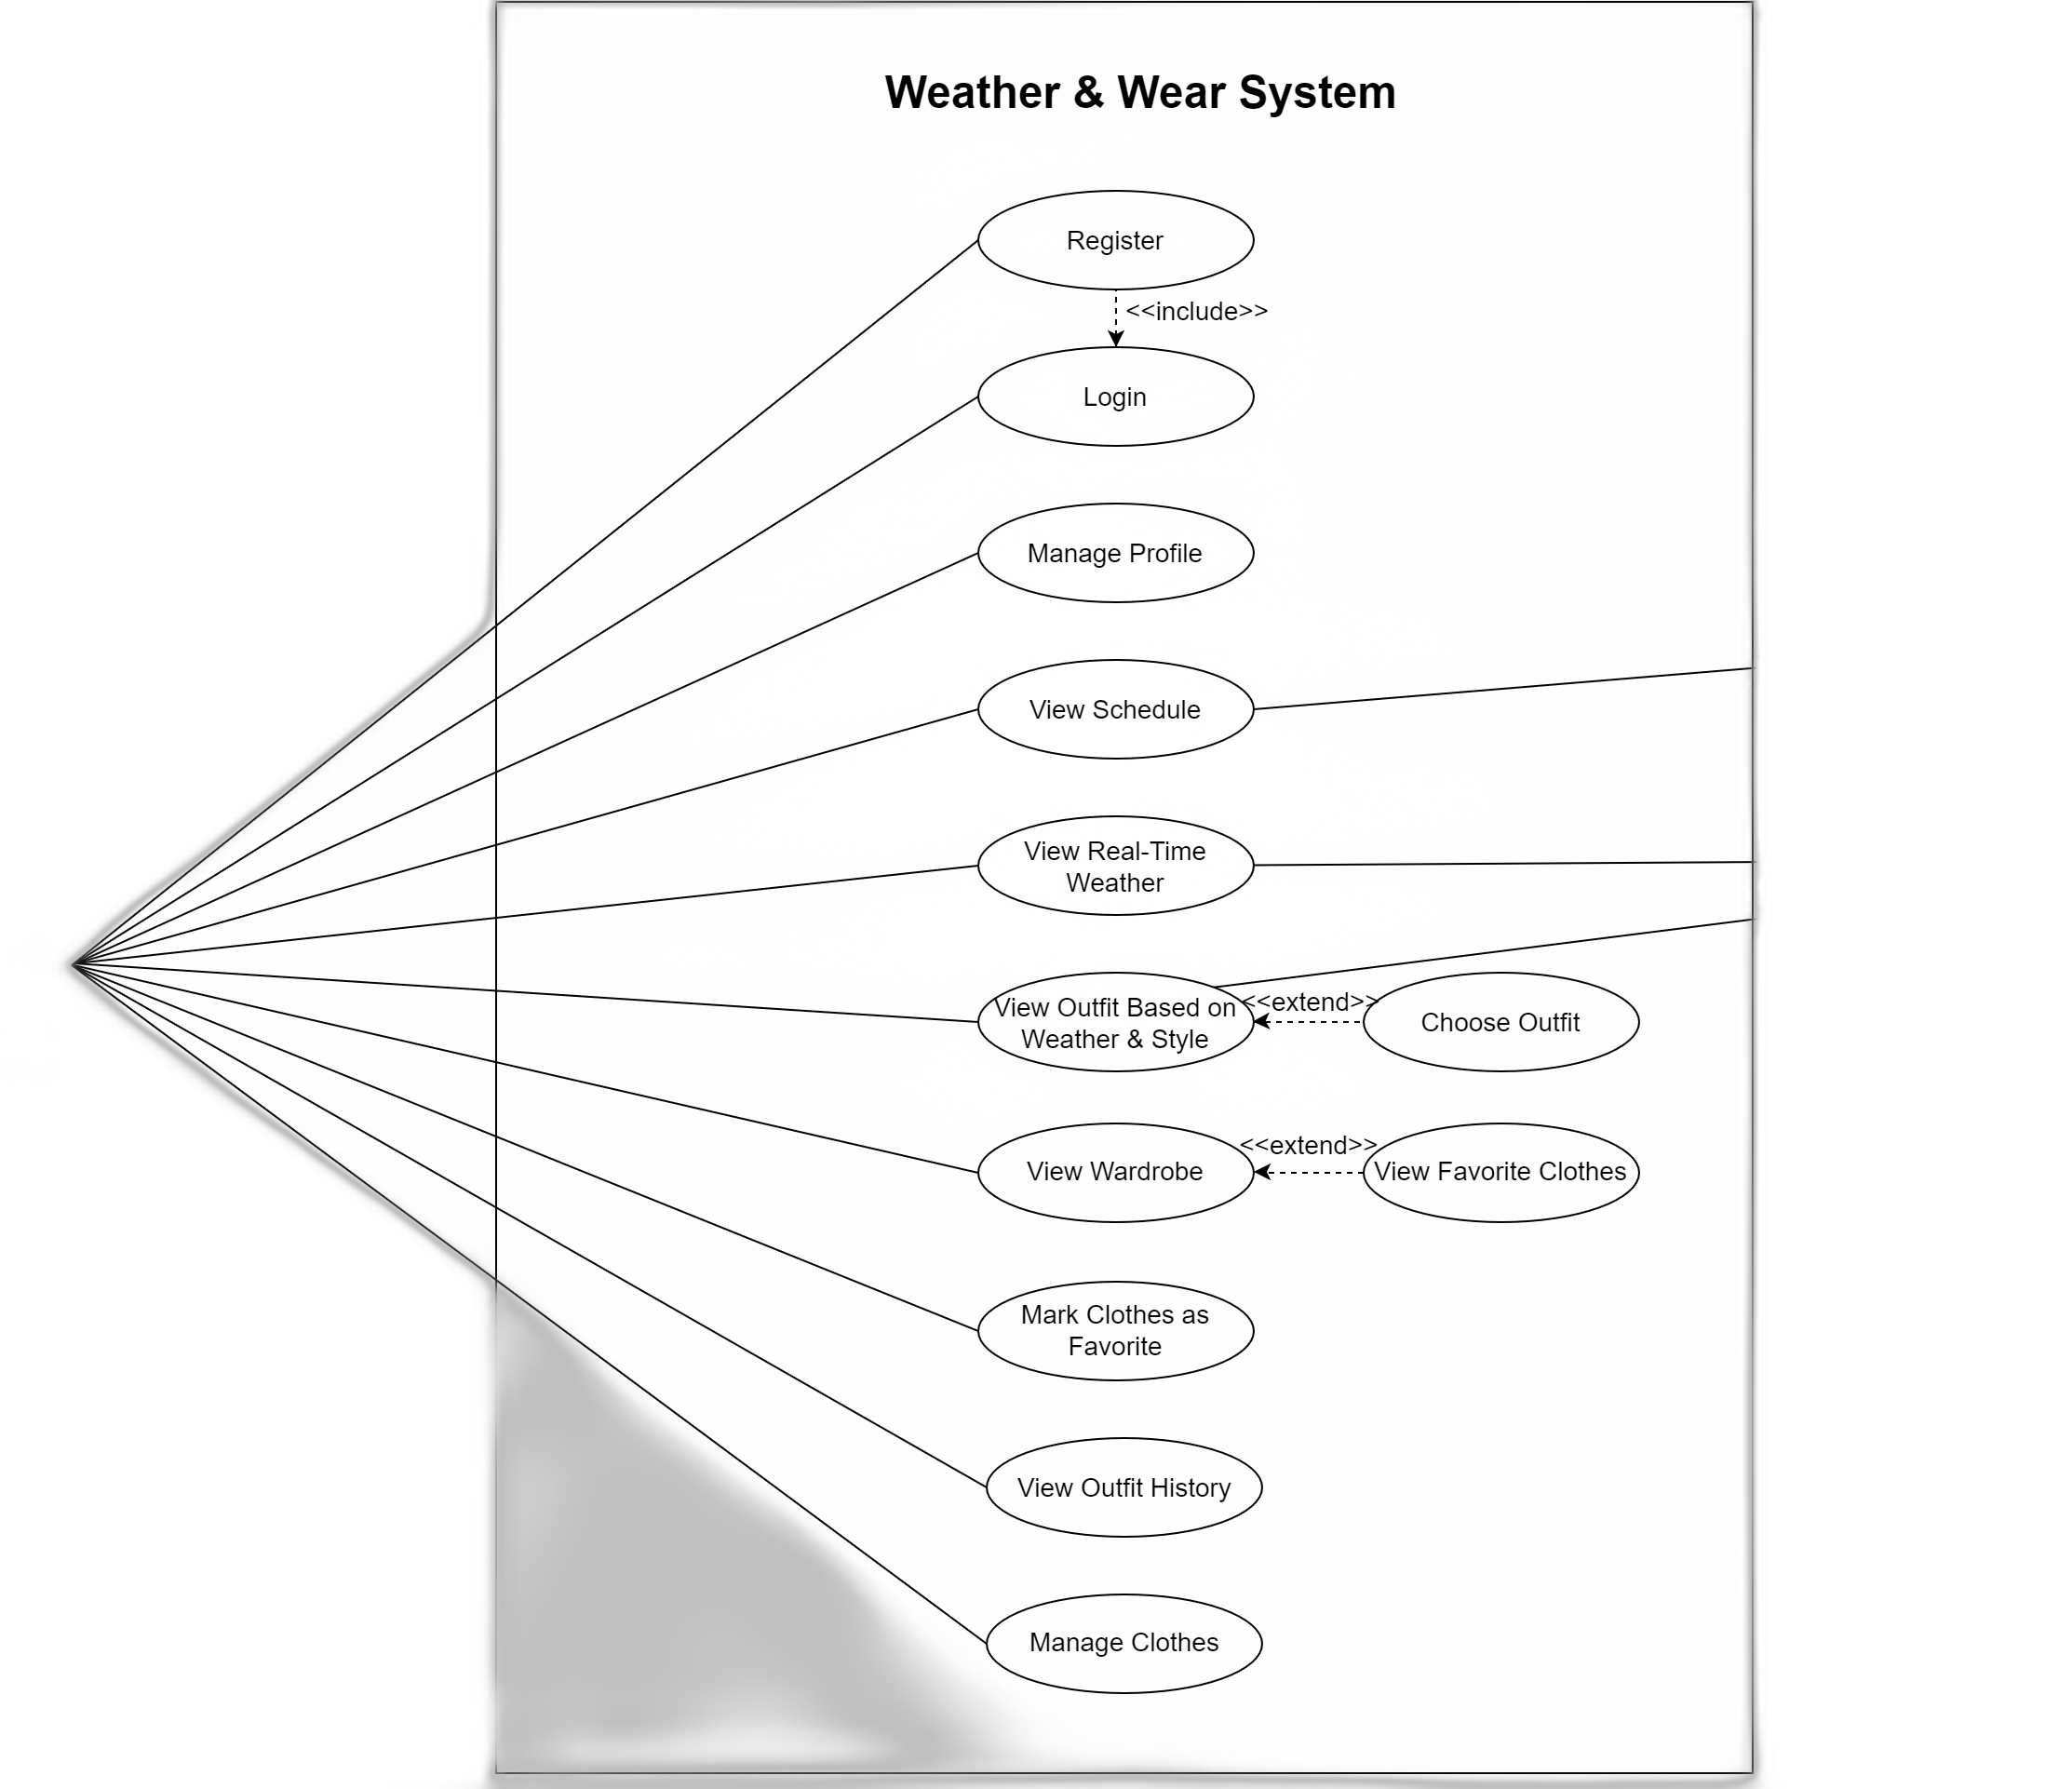 Weather & Wear System
Register
<<include>>
Login
Manage Profile
View Schedule
View Real-Time
Weather
View Outfit Based on
Weather & Style
<<extend>>
Choose Outfit
View Wardrobe
<<extend>>
View Favorite Clothes
Mark Clothes as
Favorite
View Outfit History
Manage Clothes